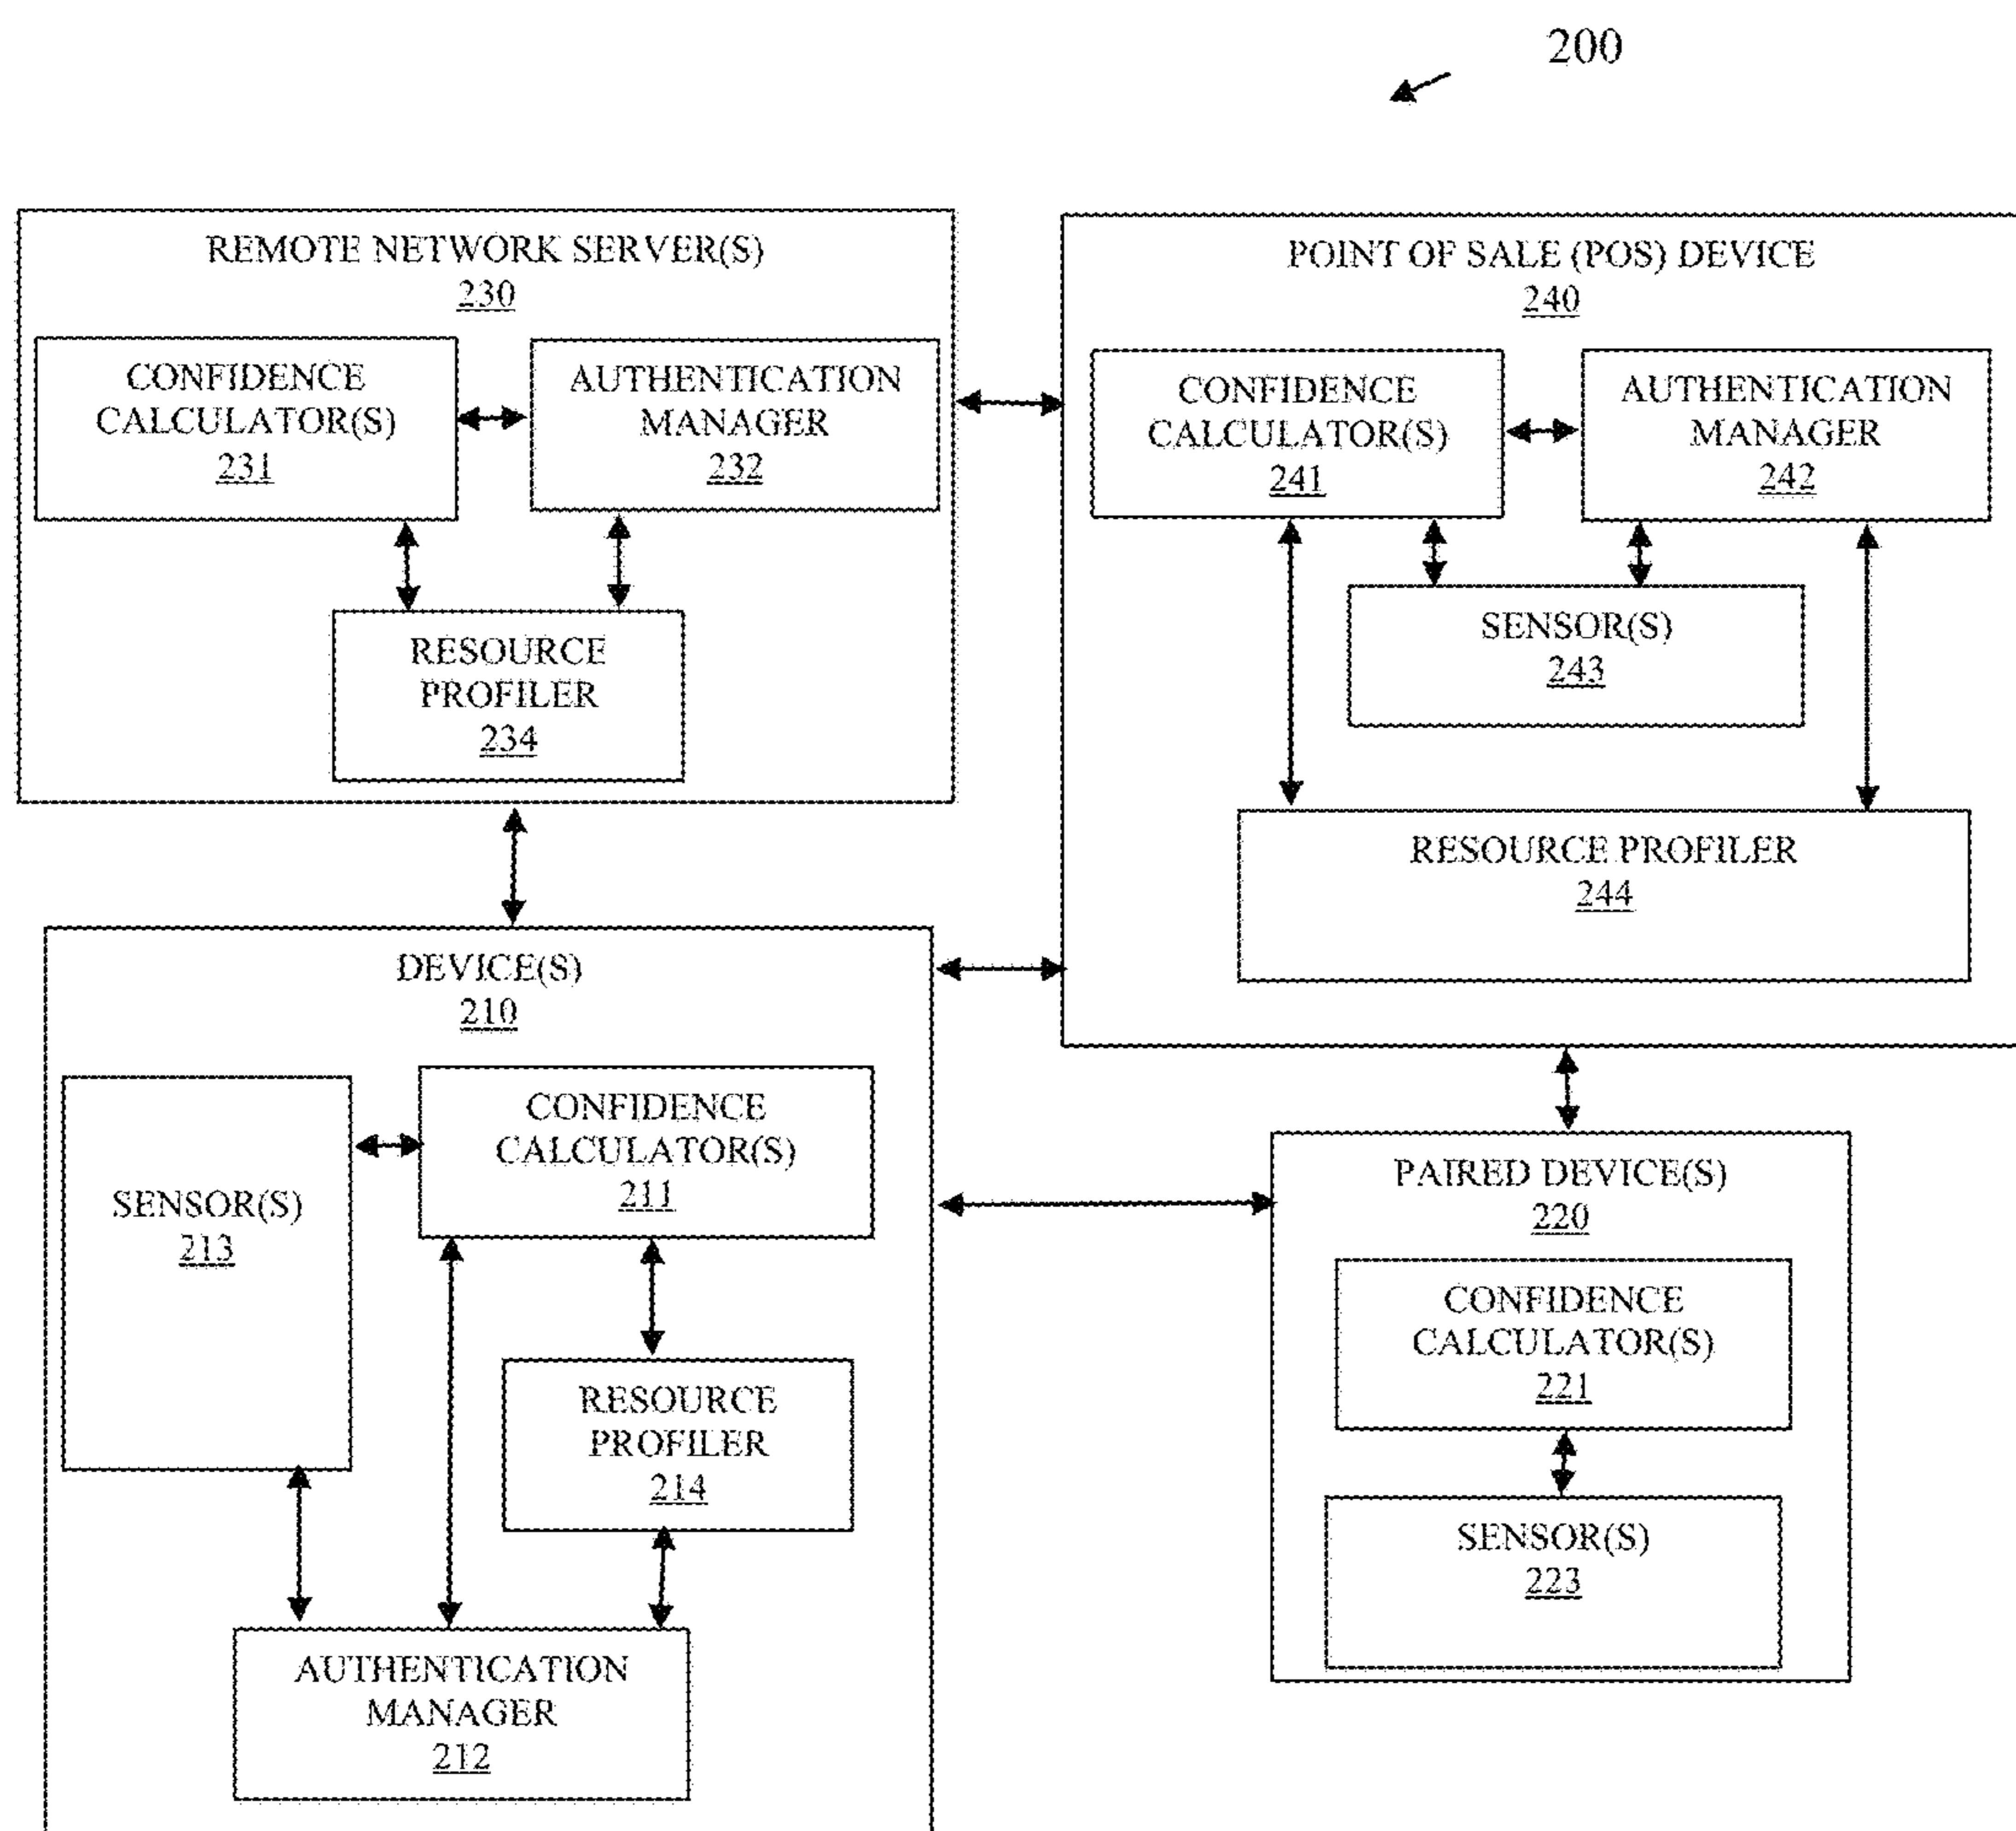 200
REMOTE NETWORK SERVER(S)
230
CONFIDENCE
CALCULATOR(S)
231
AUTHENTICATION
MANAGER
232
RESOURCE
PROFILER
234
POINT OF SALE (POS) DEVICE
240
CONFIDENCE
CALCULATOR(S)
241
AUTHENTICATION
MANAGER
242
SENSOR(S)
243
RESOURCE PROFILER
244
DEVICE(S)
210
SENSOR(S)
213
CONFIDENCE
CALCULATOR(S)
211
RESOURCE
PROFILER
214
AUTHENTICATION
MANAGER
212
PAIRED DEVICE(S)
220
CONFIDENCE
CALCULATOR(S)
221
SENSOR(S)
223